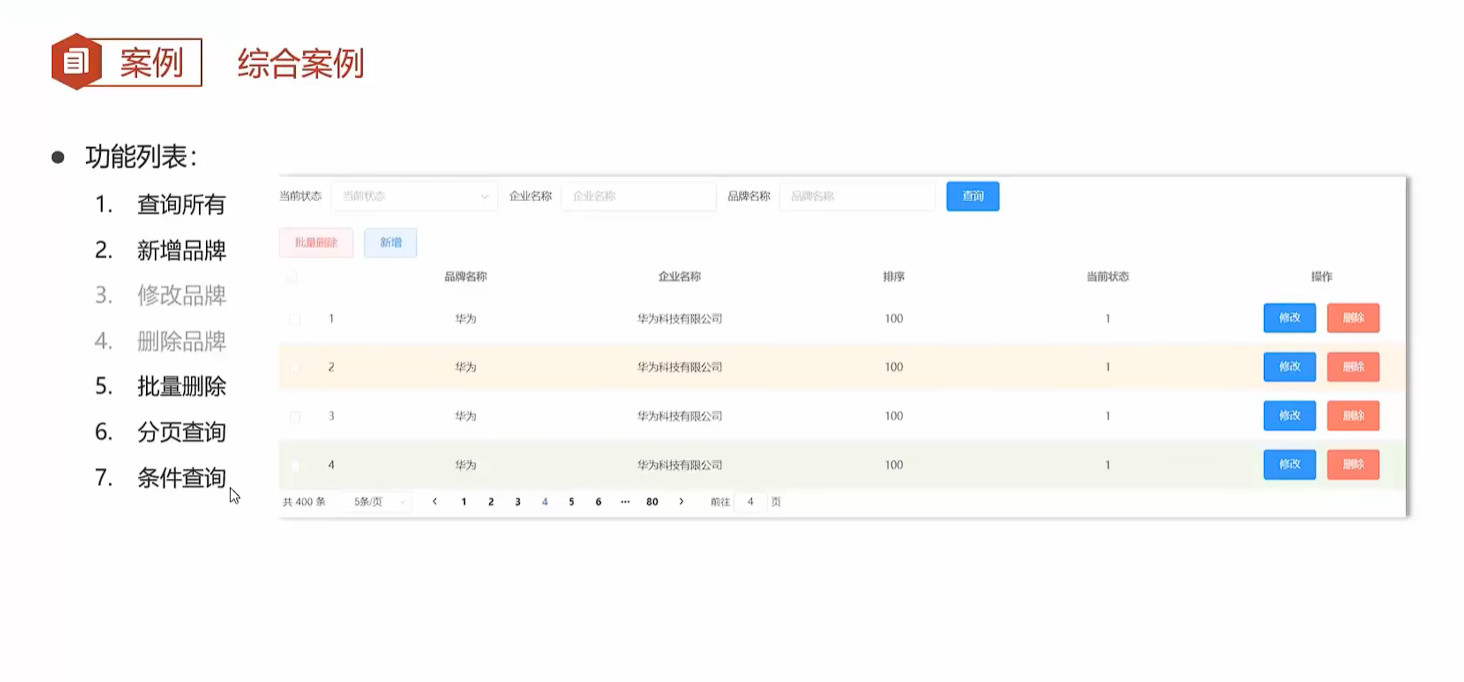 案例 综合案例
● 功能列表：
1. 查询所有
2. 新增品牌
3. 修改品牌
4. 删除品牌
5. 批量删除
6. 分页查询
7. 条件查询
当前状态 当前状态 企业名称 企业名称 品牌名称 品牌名称 查询
批量删除 新增
品牌名称 企业名称 排序 当前状态 操作
1 华为 华为科技有限公司 100 1 修改 删除
2 华为 华为科技有限公司 100 1 修改 删除
3 华为 华为科技有限公司 100 1 修改 删除
4 华为 华为科技有限公司 100 1 修改 删除
共 400 条 5条/页 < 1 2 3 4 5 6 ··· 80 > 前往 4 页